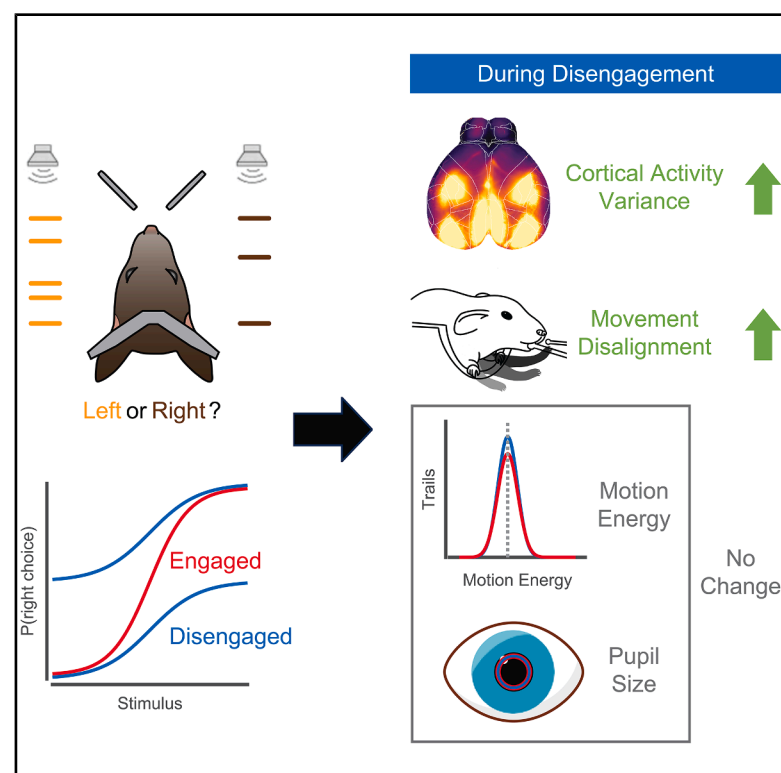 During Disengagement
Cortical Activity
Variance
Movement
Disalignment
Left or Right?
P(right choice)
Engaged
Disengaged
Stimulus
Trails
Motion Energy
Motion
Energy
Pupil
Size
No
Change